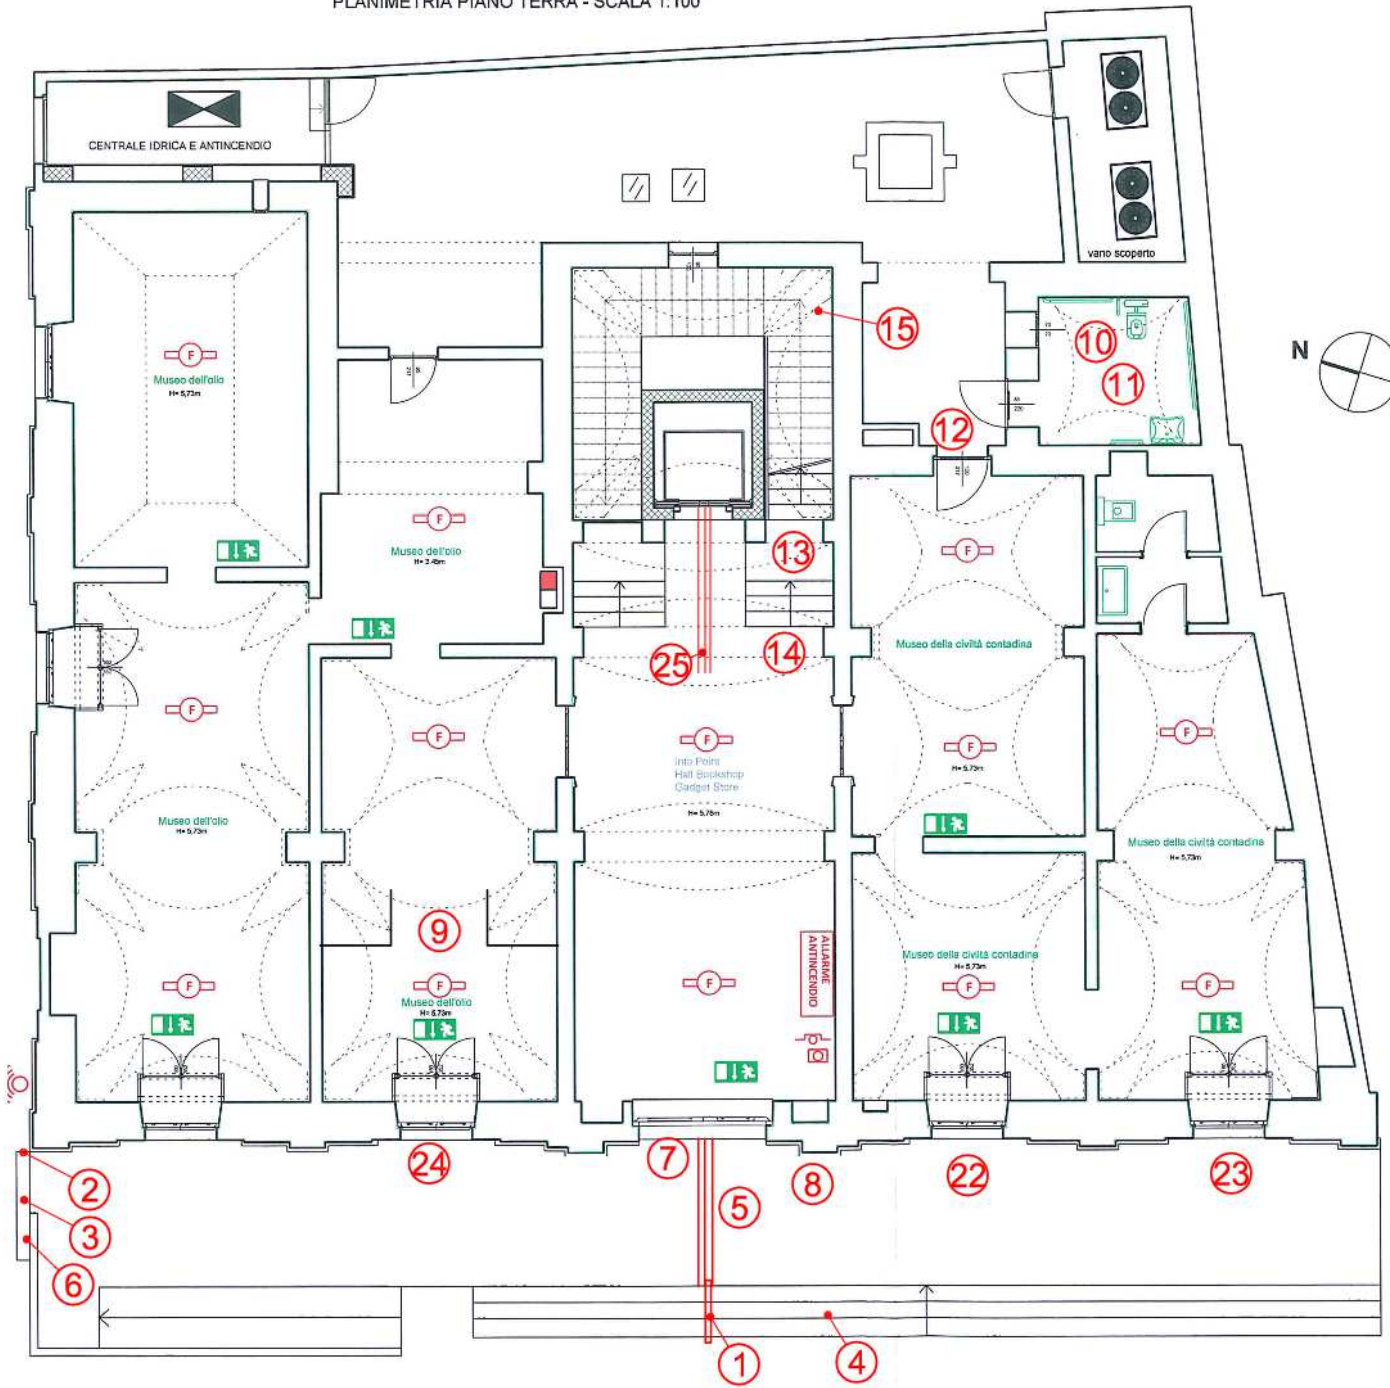 PLANIMETRIA PIANO TERRA - SCALA 1:100
CENTRALE IDRICA E ANTINCENDIO
vano scoperto
N
15
10
11
F
Museo dell'olio
H= 5,73m
12
F
Museo dell'olio
H= 2.45m
13
F
25
14
Museo della civiltà contadina
F
F
F
Info Point
Hall Bookshop
Gadget Store
H= 5.75m
F
H= 5.73m
F
Museo dell'olio
H= 5,73m
Museo della civiltà contadina
H= 5,73m
9
ALLARME
ANTINCENDIO
Museo della civiltà contadina
H= 5,73m
F
F
Museo dell'olio
H= 5,73m
F
F
F
24
7
8
22
23
2
3
5
6
1
4